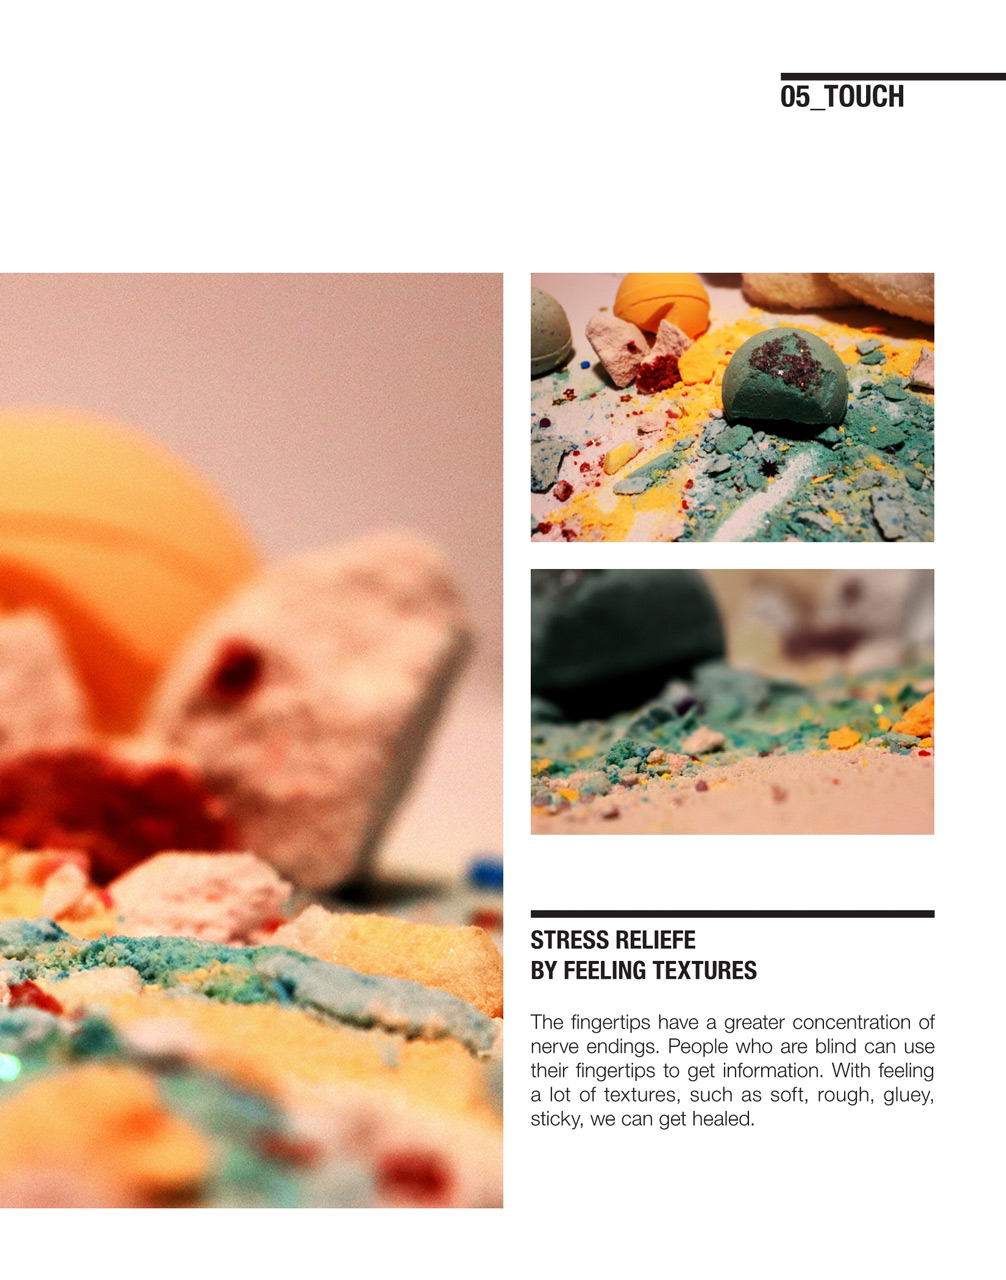 05_TOUCH
STRESS RELIEFE
BY FEELING TEXTURES
The fingertips have a greater concentration of
nerve endings. People who are blind can use
their fingertips to get information. With feeling
a lot of textures, such as soft, rough, gluey,
sticky, we can get healed.